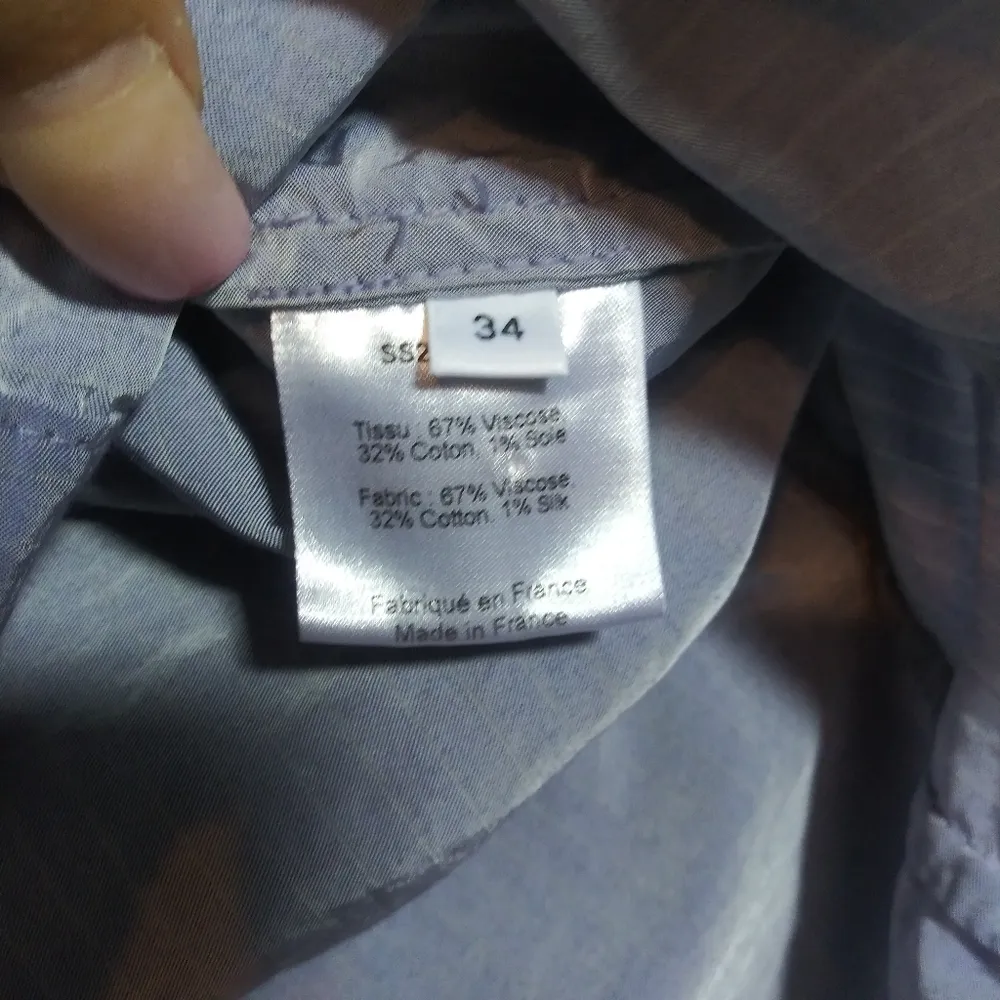 34
SS2
Tissu : 67% Viscose,
32% Coton, 1% Soie
Fabric : 67% Viscose,
32% Cotton, 1% Silk
Fabriqué en France
Made in France